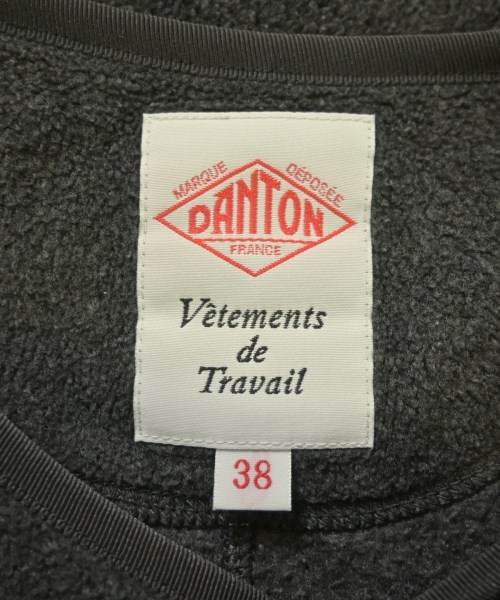 MARQUE DÉPOSÉE
DANTON
FRANCE
Vêtements
de
Travail
38